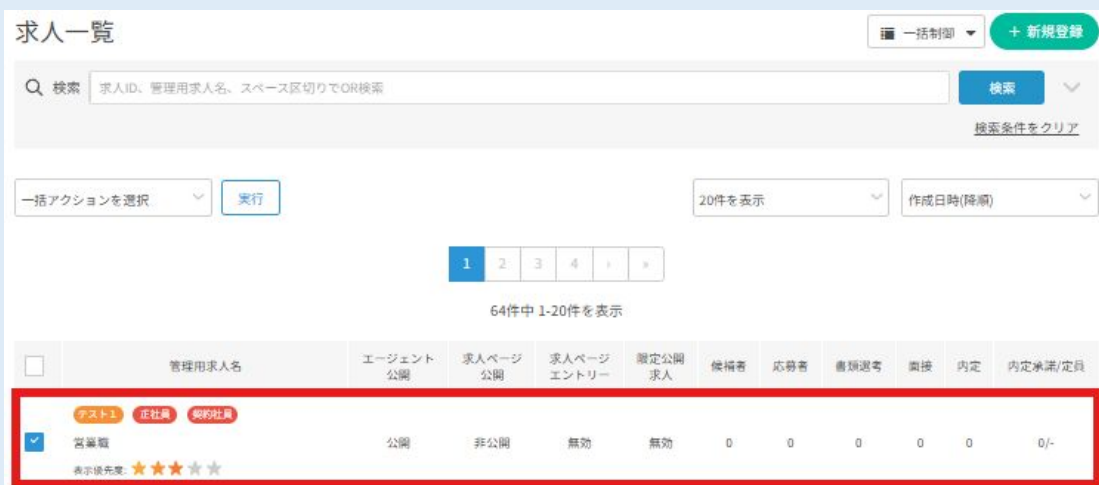 求人一覧
一括制御
+ 新規登録
検索
求人ID、管理用求人名、スペース区切りでOR検索
検索
検索条件をクリア
一括アクションを選択
実行
20件を表示
作成日時(降順)
1 2 3 4 › »
64件中 1-20件を表示
管理用求人名 エージェント公開 求人ページ公開 求人ページエントリー 限定公開求人 候補者 応募者 書類選考 面接 内定 内定承諾/定員
テスト1 正社員 契約社員
営業職 公開 非公開 無効 無効 0 0 0 0 0 0/-
表示優先度: